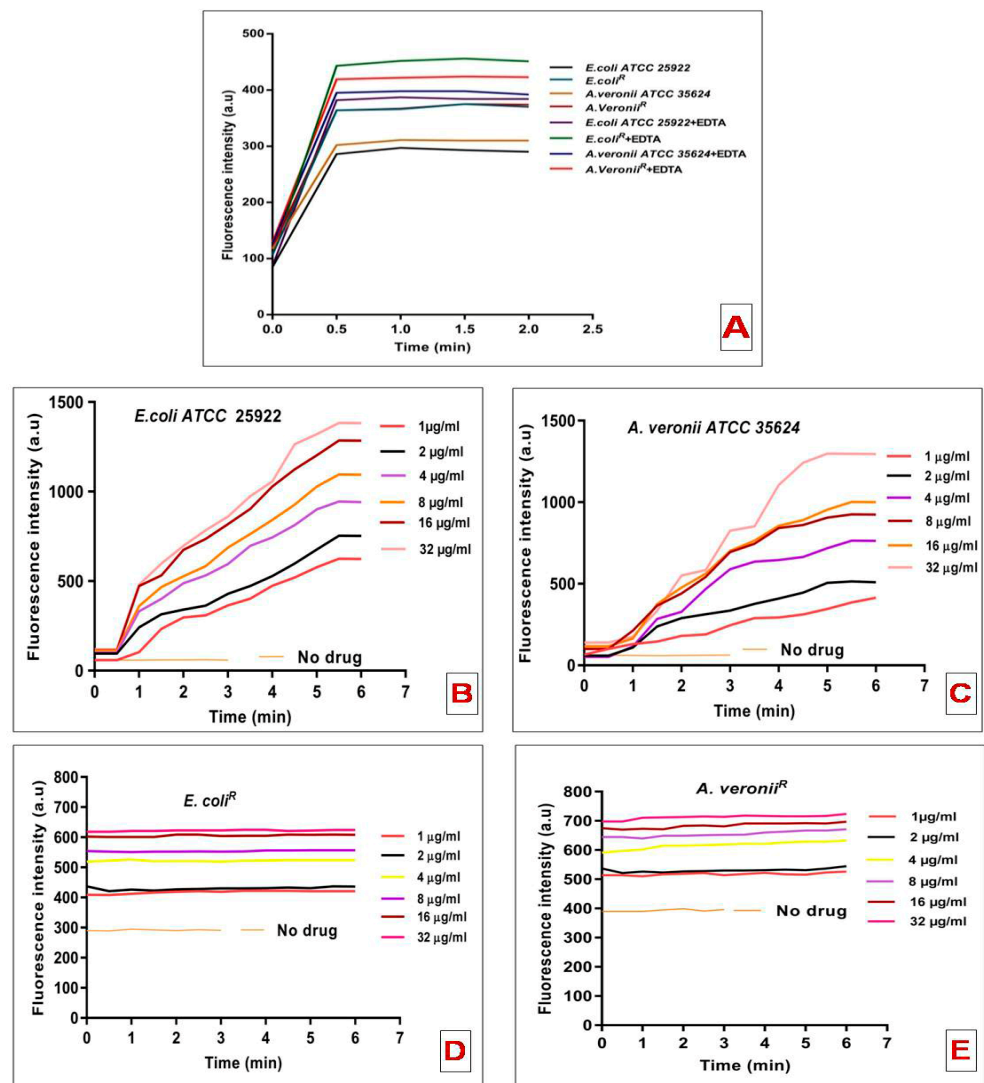 Fluorescence intensity (a.u)
500
400
300
200
100
0
0.0 0.5 1.0 1.5 2.0 2.5
Time (min)
E.coli ATCC 25922
E.coliᴿ
A.veronii ATCC 35624
A.Veroniiᴿ
E.coli ATCC 25922+EDTA
E.coliᴿ+EDTA
A.veronii ATCC 35624+EDTA
A.Veroniiᴿ+EDTA
A
E.coli ATCC 25922
Fluorescence intensity (a.u)
1500
1000
500
0
0 1 2 3 4 5 6 7
Time (min)
1µg/ml
2 µg/ml
4 µg/ml
8 µg/ml
16 µg/ml
32 µg/ml
No drug
B
A. veronii ATCC 35624
Fluorescence intensity (a.u)
1500
1000
500
0
0 1 2 3 4 5 6 7
Time (min)
1 µg/ml
2 µg/ml
4 µg/ml
8 µg/ml
16 µg/ml
32 µg/ml
No drug
C
E. coliᴿ
Fluorescence intensity (a.u)
800
700
600
500
400
300
200
100
0
0 1 2 3 4 5 6 7
Time (min)
1 µg/ml
2 µg/ml
4 µg/ml
8 µg/ml
16 µg/ml
32 µg/ml
No drug
D
A. veroniiᴿ
Fluorescence intensity (a.u)
800
700
600
500
400
300
200
100
0
0 1 2 3 4 5 6 7
Time (min)
1µg/ml
2 µg/ml
4 µg/ml
8 µg/ml
16 µg/ml
32 µg/ml
No drug
E